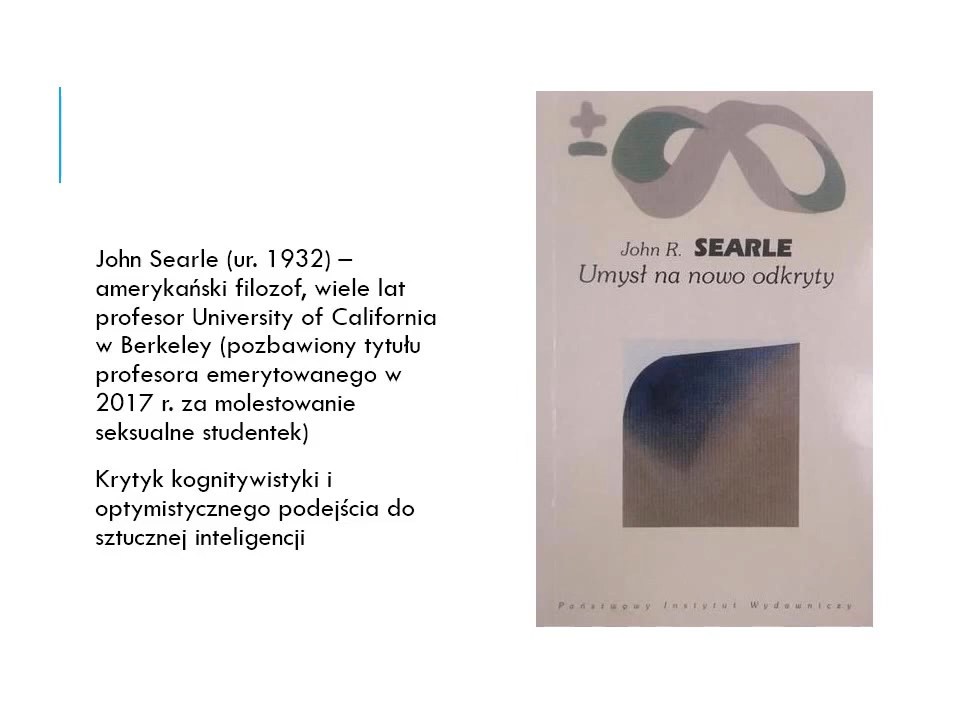 John Searle (ur. 1932) –
amerykański filozof, wiele lat
profesor University of California
w Berkeley (pozbawiony tytułu
profesora emerytowanego w
2017 r. za molestowanie
seksualne studentek)
Krytyk kognitywistyki i
optymistycznego podejścia do
sztucznej inteligencji
±
John R. SEARLE
Umysł na nowo odkryty
Państwowy Instytut Wydawniczy